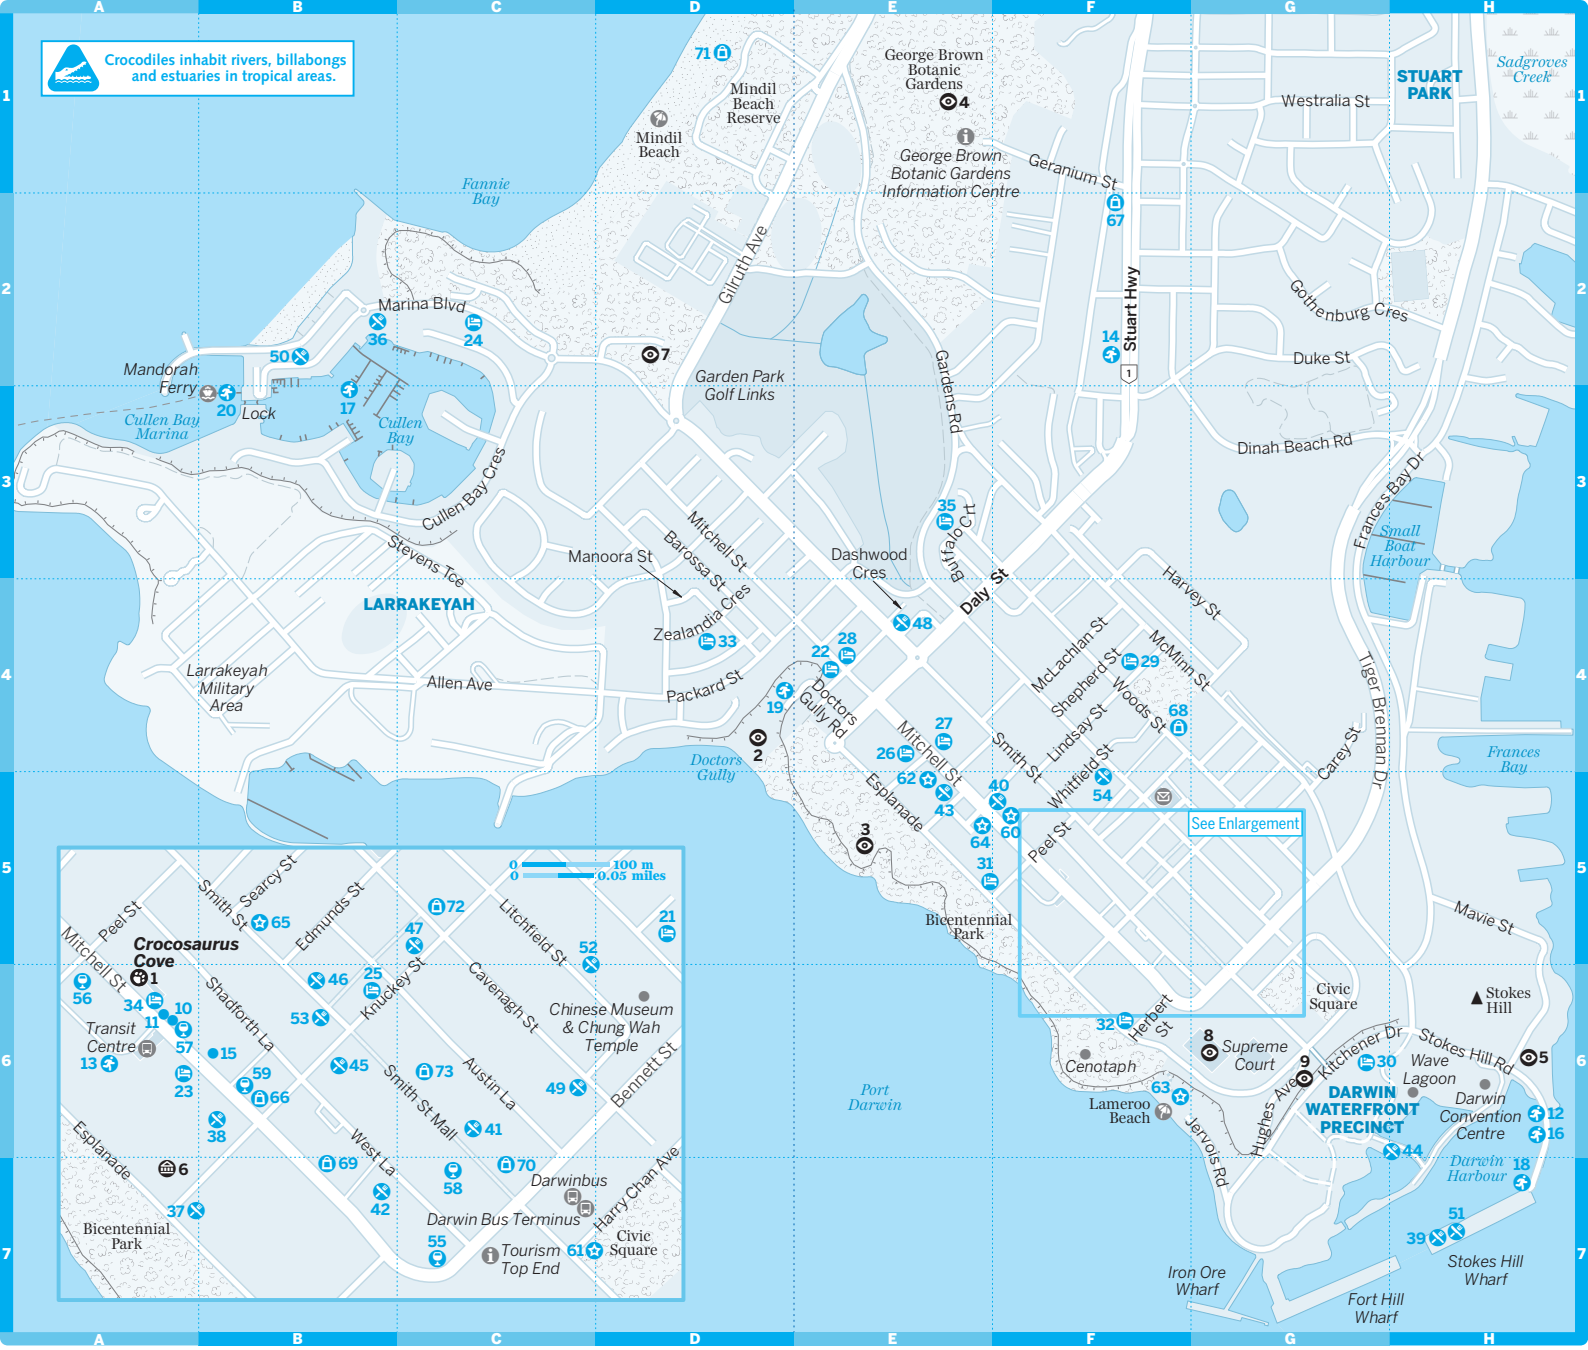 A B C D E F G H
Crocodiles inhabit rivers, billabongs
and estuaries in tropical areas.
71
Mindil
Beach
Reserve
Mindil
Beach
George Brown
Botanic
Gardens
4
George Brown
Botanic Gardens
Information Centre
Geranium St
67
Westralia St
STUART
PARK
Sadgroves
Creek
1
1
Fannie
Bay
Gilruth Ave
Stuart Hwy
14
1
Gothenburg Cres
Duke St
2
2
Marina Blvd
36
24
50
7
Mandorah
Ferry
20
Lock
17
Cullen Bay
Marina
Cullen
Bay
Garden Park
Golf Links
Gardens Rd
Dinah Beach Rd
3
3
Cullen Bay Cres
Stevens Tce
Manoora St
Mitchell St
Barossa St
Zealandia Cres
33
35
Buffalo Ct
Dashwood
Cres
48
Daly St
Frances Bay Dr
Small
Boat
Harbour
Harvey St
LARRAKEYAH
Larrakeyah
Military
Area
Allen Ave
Packard St
4
4
28
22
19
Doctors
Gully Rd
2
Doctors
Gully
McLachlan St
Shepherd St
29
McMinn St
Woods St
68
Lindsay St
Whitfield St
54
Smith St
Tiger Brennan Dr
Carey St
Frances
Bay
27
26
Mitchell St
62
43
40
60
64
31
Esplanade
3
Peel St
See Enlargement
5
5
Bicentennial
Park
Mavie St
Civic
Square
Stokes
Hill
32
Herbert
St
Cenotaph
8
Supreme
Court
9
Kitchener Dr
30
Stokes Hill Rd
Wave
Lagoon
5
6
6
Port
Darwin
63
Lameroo
Beach
Jervois Rd
Hughes Ave
DARWIN
WATERFRONT
PRECINCT
Darwin
Convention
Centre
12
16
44
Darwin
Harbour
18
51
39
Stokes Hill
Wharf
Iron Ore
Wharf
Fort Hill
Wharf
7
7
0 100 m
0 0.05 miles
Searcy St
Smith St
65
Edmunds St
Peel St
Mitchell St
72
47
Litchfield St
52
21
Crocosaurus
Cove
1
56
34
10
11
57
Transit
Centre
13
23
15
Shadforth La
46
25
53
Knuckey St
Cavenagh St
Chinese Museum
& Chung Wah
Temple
59
66
45
73
Austin La
49
Bennett St
Smith St Mall
41
38
Esplanade
6
37
69
West La
42
58
70
Darwinbus
Darwin Bus Terminus
Harry Chan Ave
Civic
Square
55
Tourism
Top End
61
Bicentennial
Park
A B C D E F G H